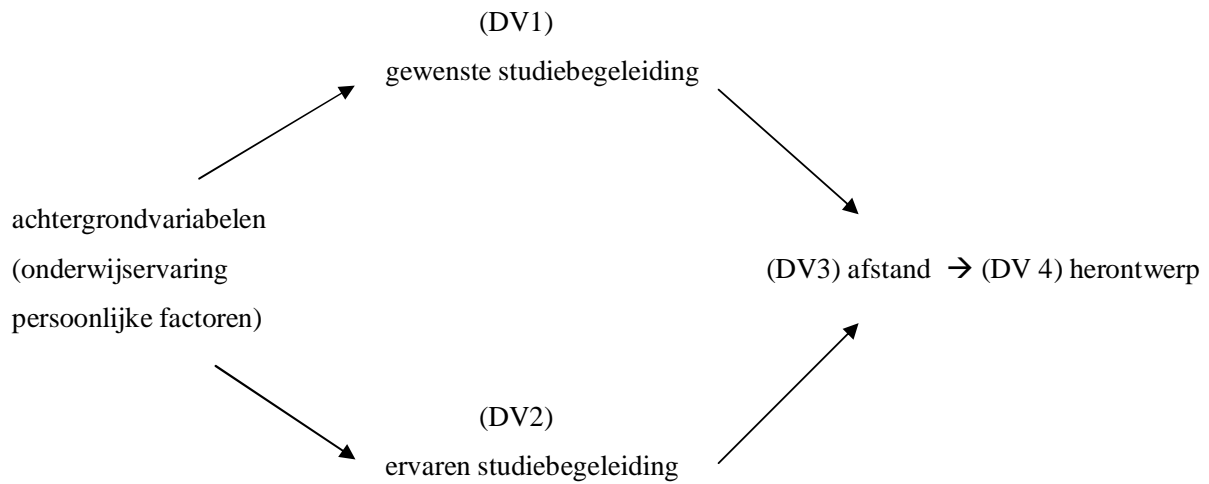 (DV1)
gewenste studiebegeleiding
achtergrondvariabelen
(onderwijservaring
persoonlijke factoren)
(DV3) afstand → (DV 4) herontwerp
(DV2)
ervaren studiebegeleiding